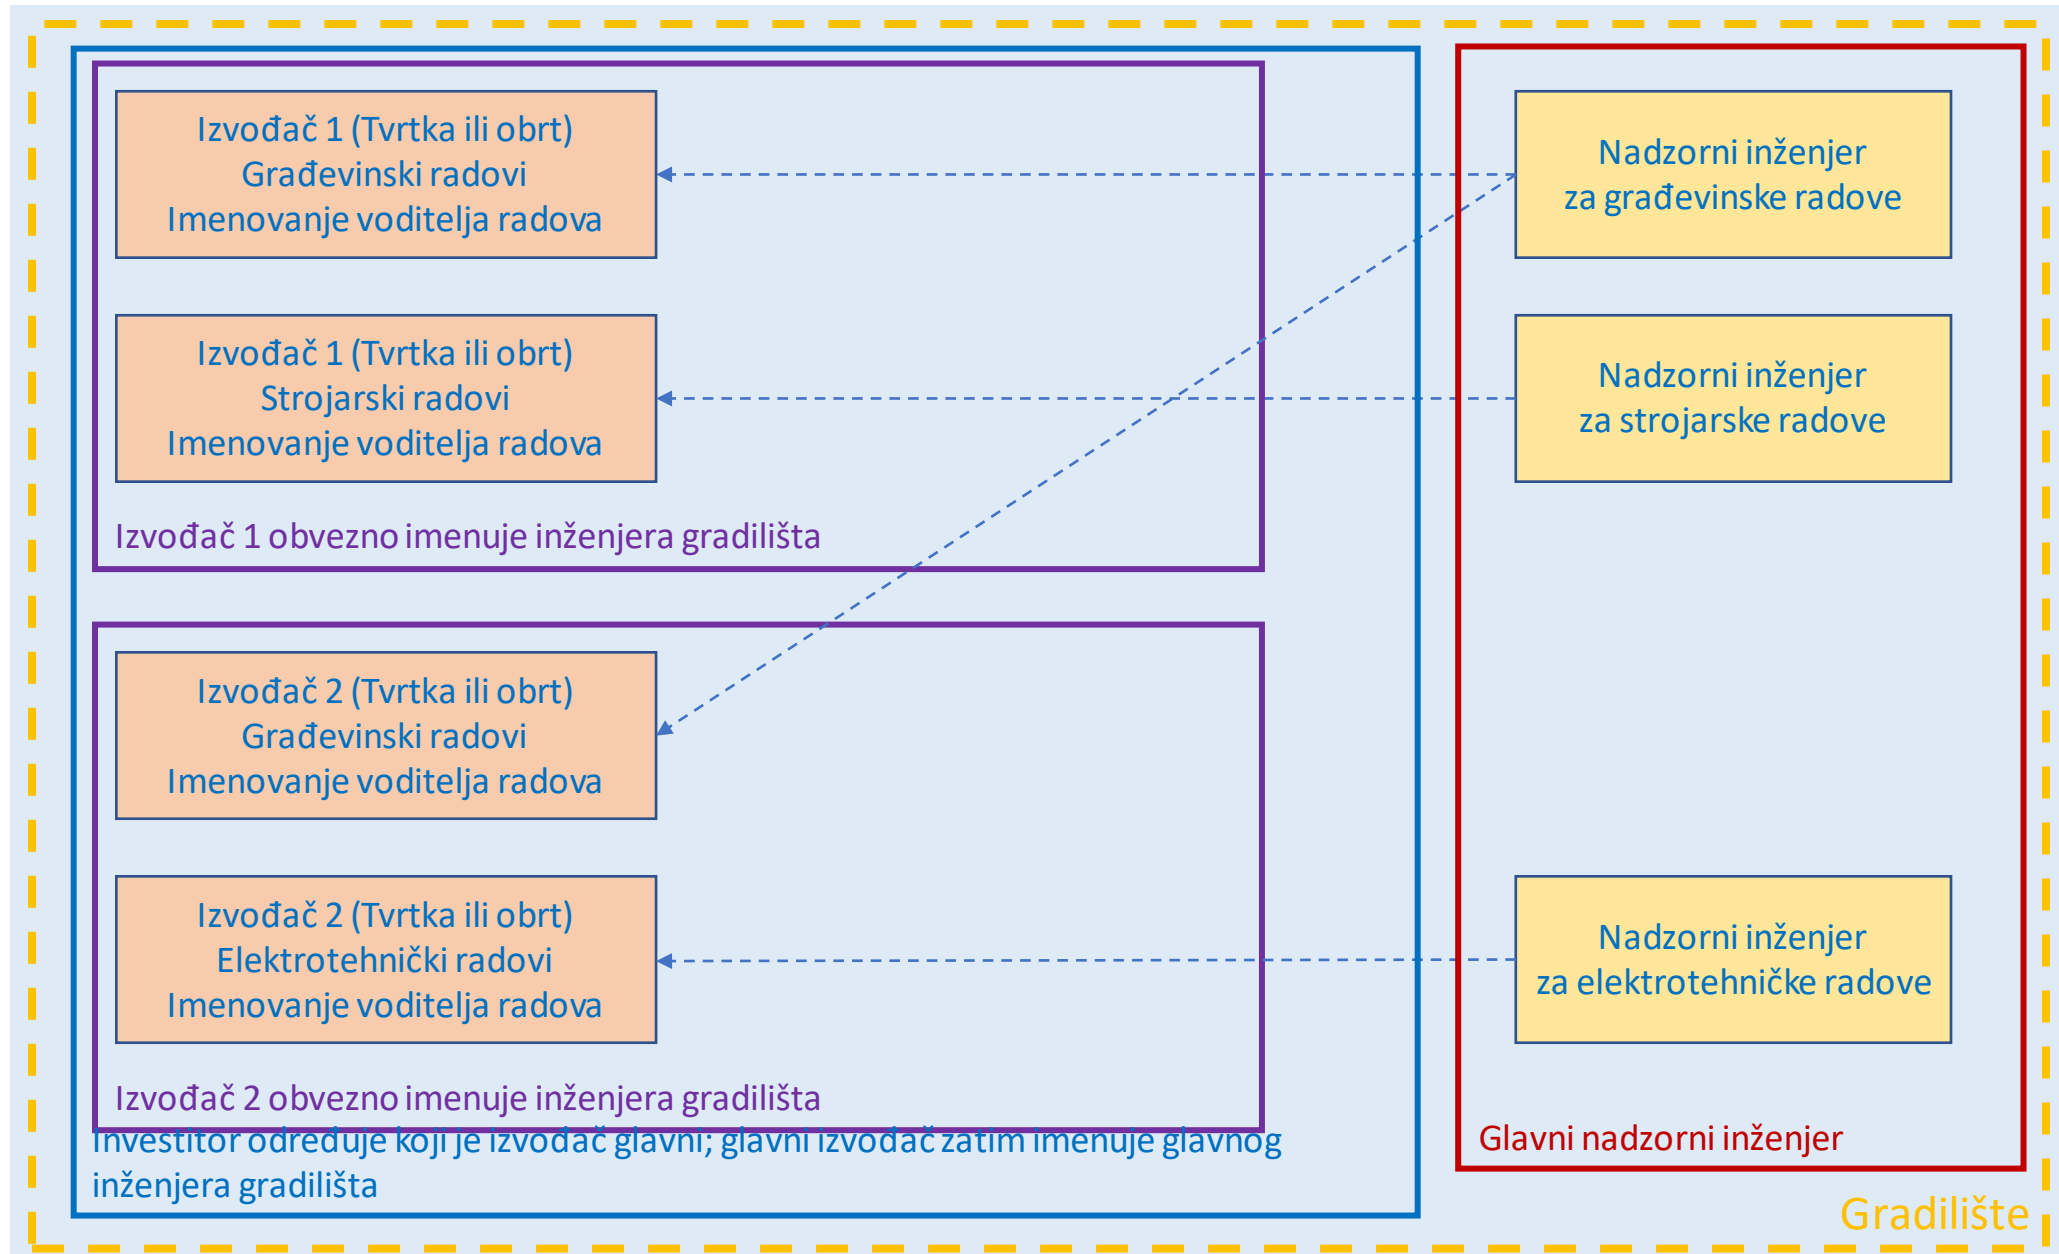 Izvođač 1 (Tvrtka ili obrt)
Građevinski radovi
Imenovanje voditelja radova
Nadzorni inženjer
za građevinske radove
Izvođač 1 (Tvrtka ili obrt)
Strojarski radovi
Imenovanje voditelja radova
Nadzorni inženjer
za strojarske radove
Izvođač 1 obvezno imenuje inženjera gradilišta
Izvođač 2 (Tvrtka ili obrt)
Građevinski radovi
Imenovanje voditelja radova
Izvođač 2 (Tvrtka ili obrt)
Elektrotehnički radovi
Imenovanje voditelja radova
Nadzorni inženjer
za elektrotehničke radove
Izvođač 2 obvezno imenuje inženjera gradilišta
Investitor određuje koji je izvođač glavni; glavni izvođač zatim imenuje glavnog
inženjera gradilišta
Glavni nadzorni inženjer
Gradilište